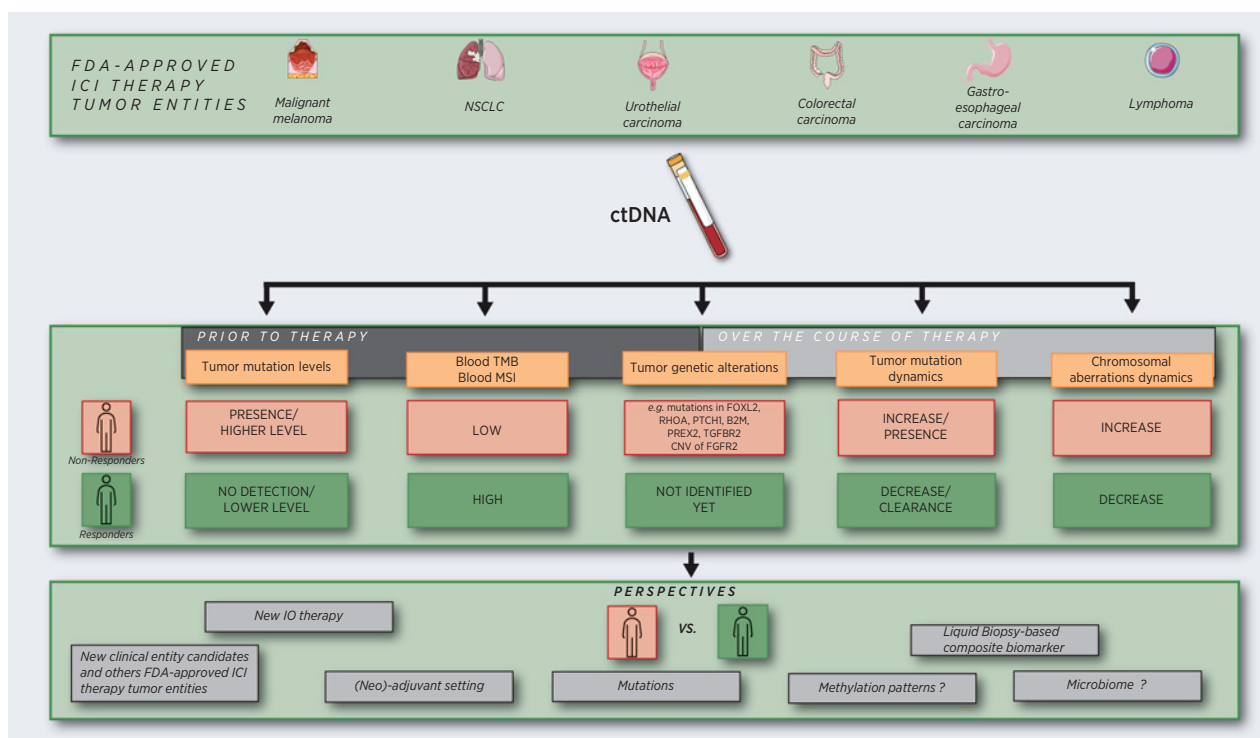 FDA-APPROVED
ICI THERAPY
TUMOR ENTITIES
Malignant
melanoma
NSCLC
Urothelial
carcinoma
Colorectal
carcinoma
Gastro-
esophageal
carcinoma
Lymphoma
ctDNA
PRIOR TO THERAPY
OVER THE COURSE OF THERAPY
Tumor mutation levels
Blood TMB
Blood MSI
Tumor genetic alterations
Tumor mutation
dynamics
Chromosomal
aberrations dynamics
Non-Responders
PRESENCE/
HIGHER LEVEL
LOW
e.g. mutations in FOXL2,
RHOA, PTCH1, B2M,
PREX2, TGFBR2
CNV of FGFR2
INCREASE/
PRESENCE
INCREASE
Responders
NO DETECTION/
LOWER LEVEL
HIGH
NOT IDENTIFIED
YET
DECREASE/
CLEARANCE
DECREASE
PERSPECTIVES
New IO therapy
VS.
Liquid Biopsy-based
composite biomarker
New clinical entity candidates
and others FDA-approved ICI
therapy tumor entities
(Neo)-adjuvant setting
Mutations
Methylation patterns ?
Microbiome ?